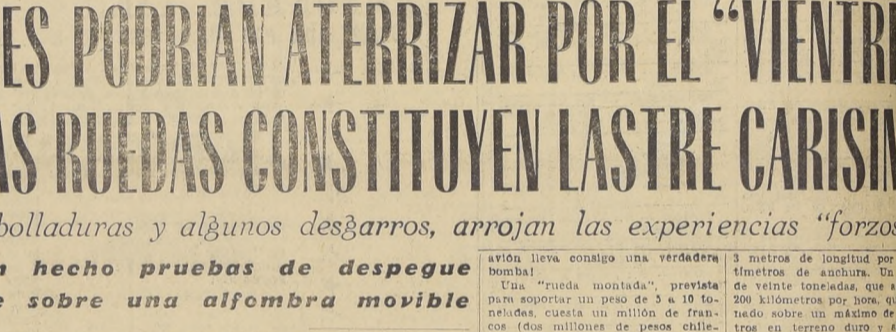 ES PODRIAN ATERRIZAR POR EL "VIENTR
AS RUEDAS CONSTITUYEN LASTRE CARISIN
bolladuras y algunos desgarros, arrojan las experiencias "forzos
hecho pruebas de despegue
sobre una alfombra movible
avión lleva consigo una verdadera
bomba!
Una "rueda montada", prevista
para soportar un peso de 5 a 10 to-
neladas, cuesta un millón de fran-
cos (dos millones de pesos chile-
3 metros de longitud por
tímetros de anchura. Un
de veinte toneladas, que a
200 kilómetros por hora, qu
tuado sobre un máximo de
tros en terreno duro